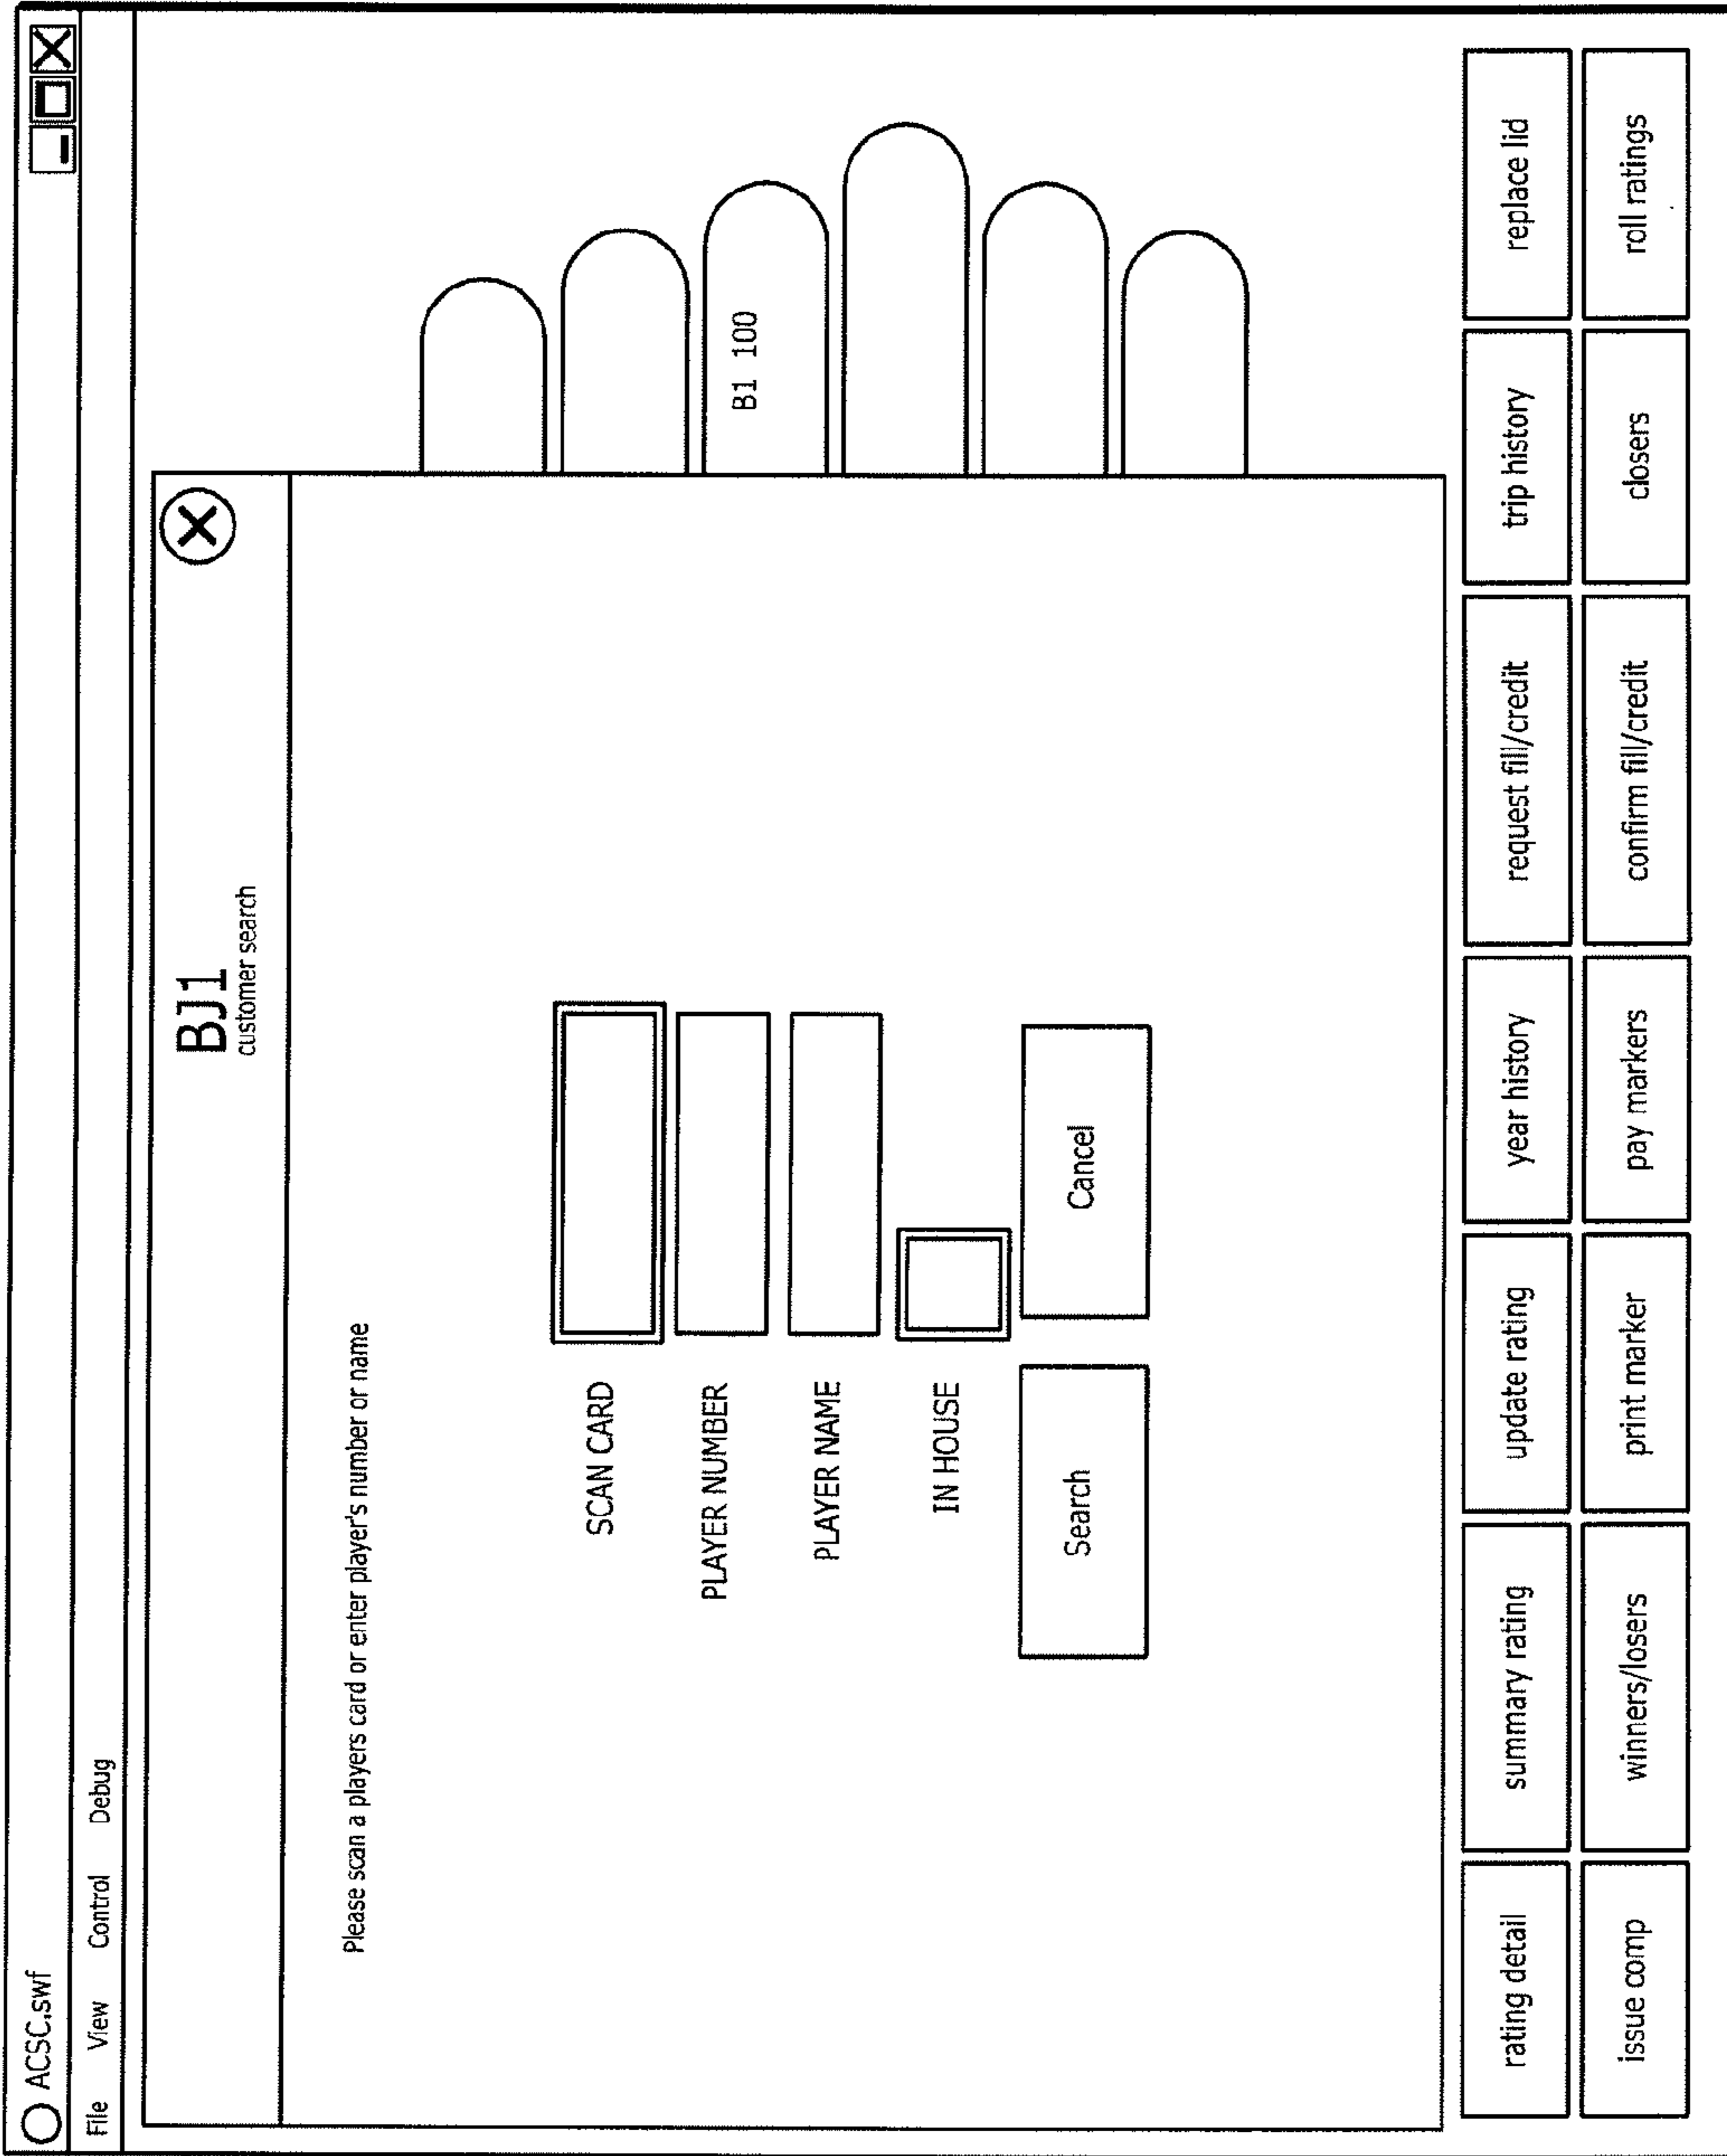 ACSC.swf
File View Control Debug
BJ1
customer search
Please scan a players card or enter player's number or name
SCAN CARD
PLAYER NUMBER
PLAYER NAME
IN HOUSE
Search Cancel
B1 100
rating detail summary rating update rating year history request fill/credit trip history replace lid
issue comp winners/losers print marker pay markers confirm fill/credit closers roll ratings